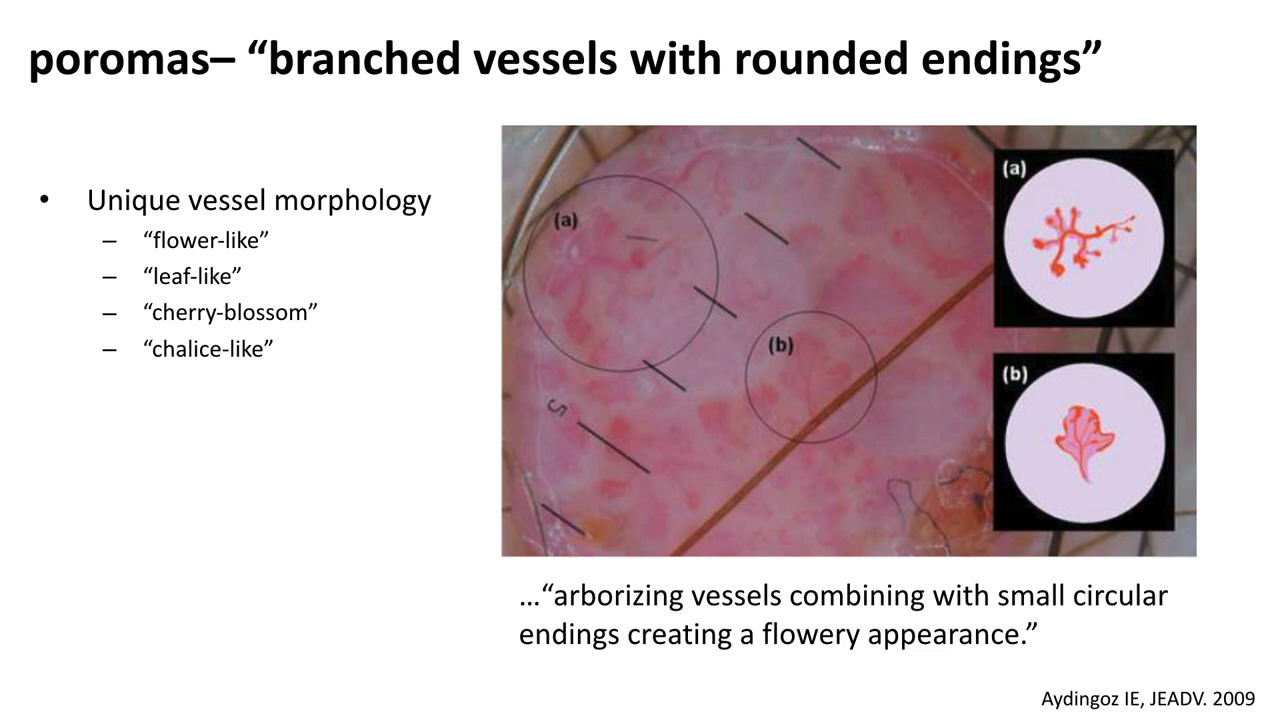 poromas– “branched vessels with rounded endings”
• Unique vessel morphology
– “flower-like”
– “leaf-like”
– “cherry-blossom”
– “chalice-like”
(a)
(b)
5
(a)
(b)
…“arborizing vessels combining with small circular
endings creating a flowery appearance.”
Aydingoz IE, JEADV. 2009